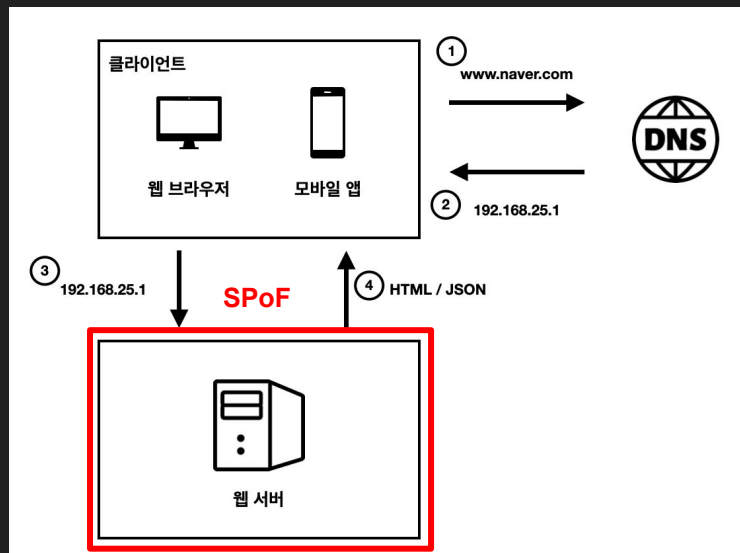 클라이언트
웹 브라우저
모바일 앱
1
www.naver.com
DNS
2
192.168.25.1
3
192.168.25.1
SPoF
4
HTML / JSON
웹 서버